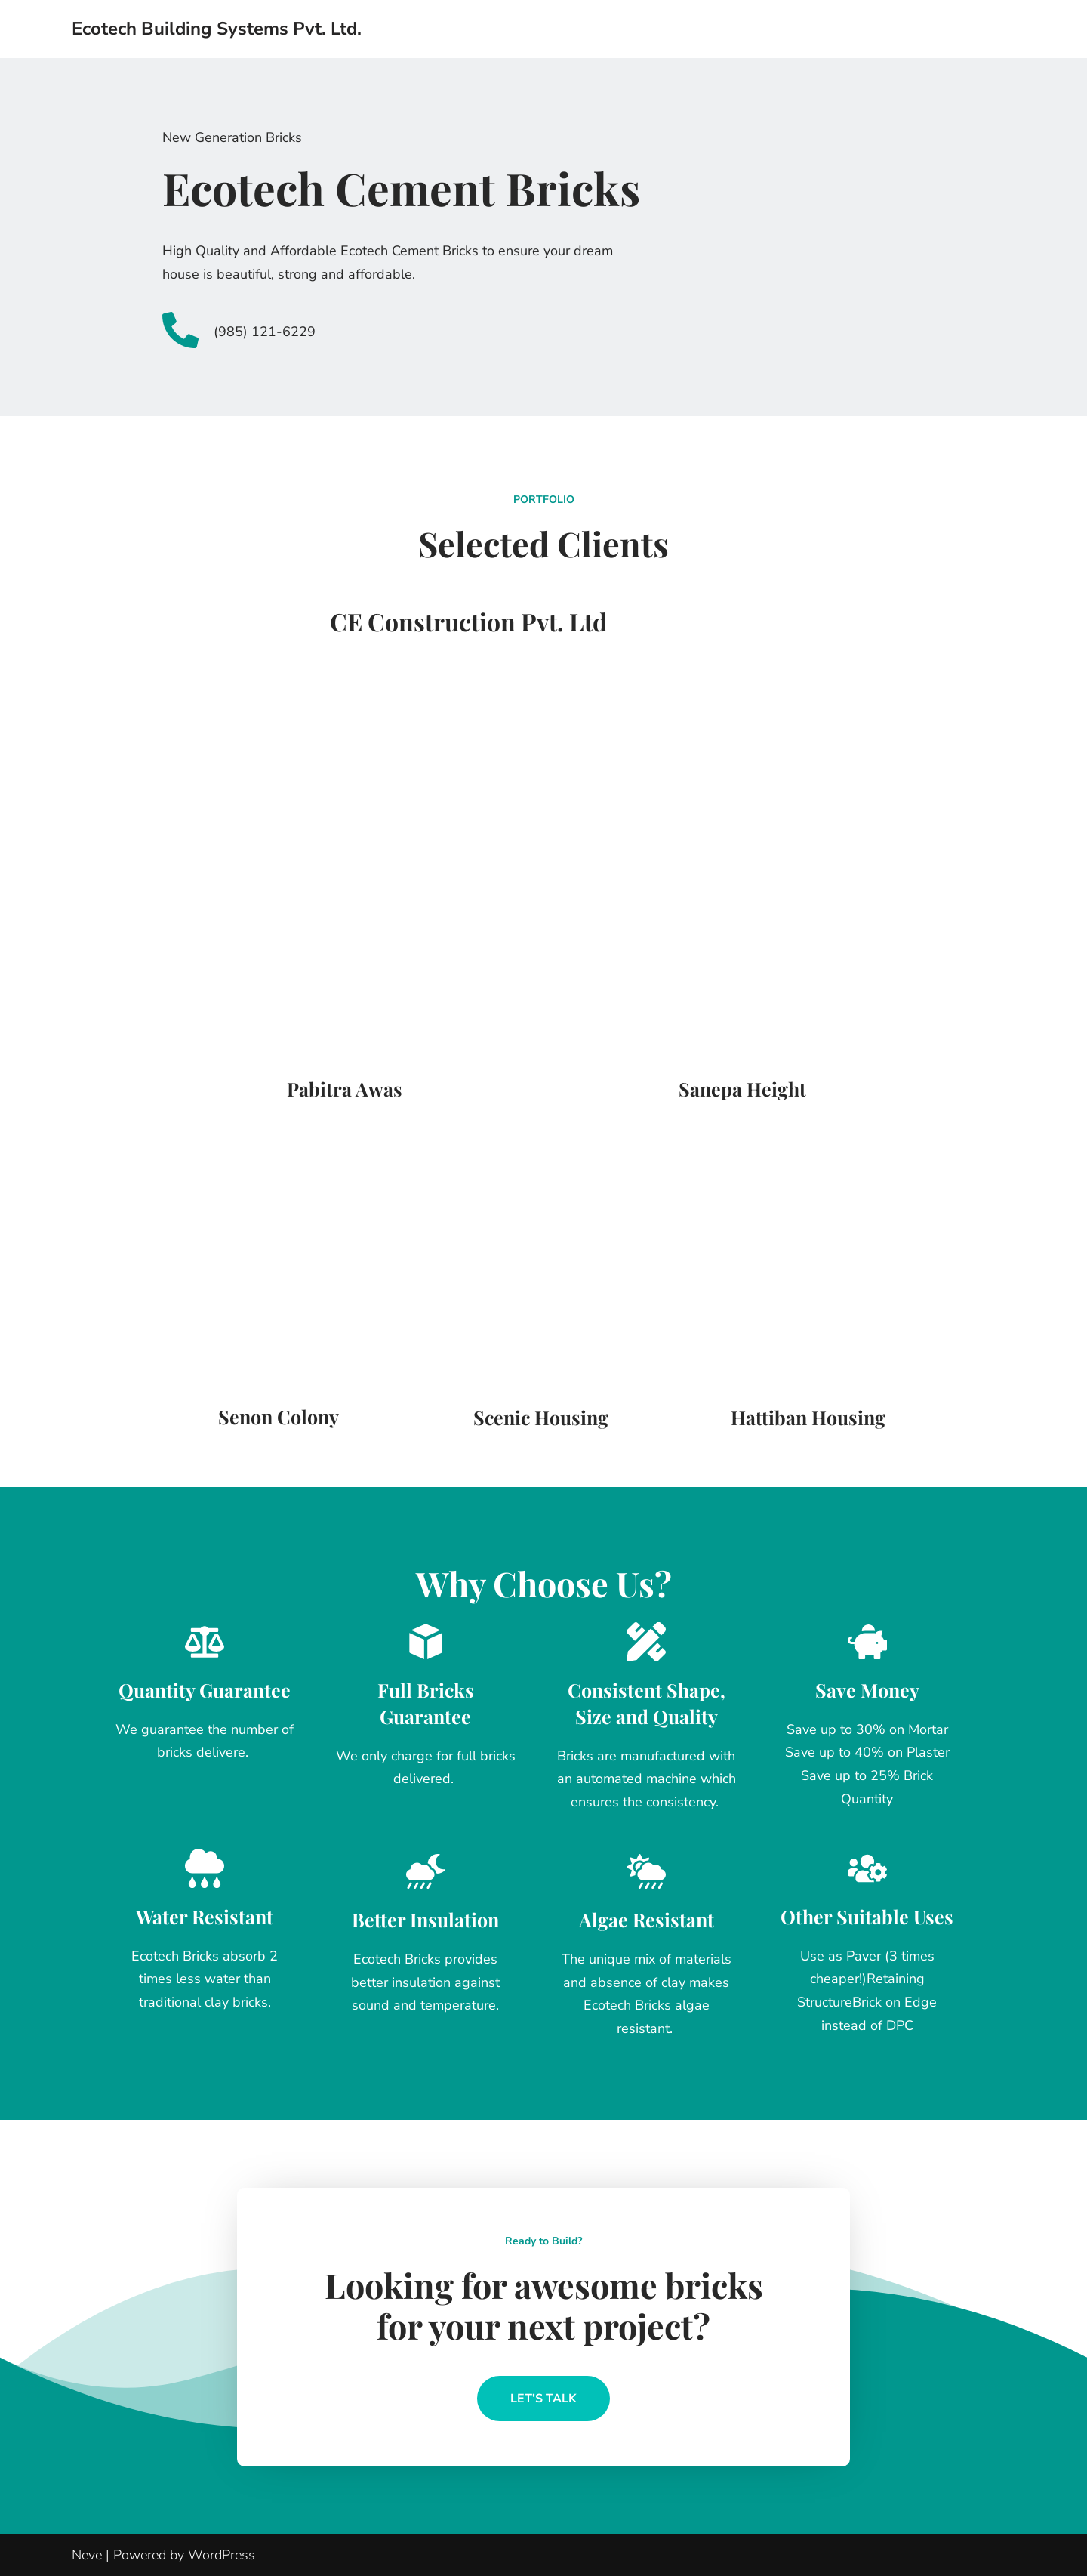 Ecotech Building Systems Pvt. Ltd.
New Generation Bricks
Ecotech Cement Bricks
High Quality and Affordable Ecotech Cement Bricks to ensure your dream
house is beautiful, strong and affordable.
(985) 121-6229
PORTFOLIO
Selected Clients
CE Construction Pvt. Ltd
Pabitra Awas
Sanepa Height
Senon Colony
Scenic Housing
Hattiban Housing
Why Choose Us?
Quantity Guarantee
We guarantee the number of
bricks delivere.
Full Bricks
Guarantee
We only charge for full bricks
delivered.
Consistent Shape,
Size and Quality
Bricks are manufactured with
an automated machine which
ensures the consistency.
Save Money
Save up to 30% on Mortar
Save up to 40% on Plaster
Save up to 25% Brick
Quantity
Water Resistant
Ecotech Bricks absorb 2
times less water than
traditional clay bricks.
Better Insulation
Ecotech Bricks provides
better insulation against
sound and temperature.
Algae Resistant
The unique mix of materials
and absence of clay makes
Ecotech Bricks algae
resistant.
Other Suitable Uses
Use as Paver (3 times
cheaper!)Retaining
StructureBrick on Edge
instead of DPC
Ready to Build?
Looking for awesome bricks
for your next project?
LET'S TALK
Neve | Powered by WordPress